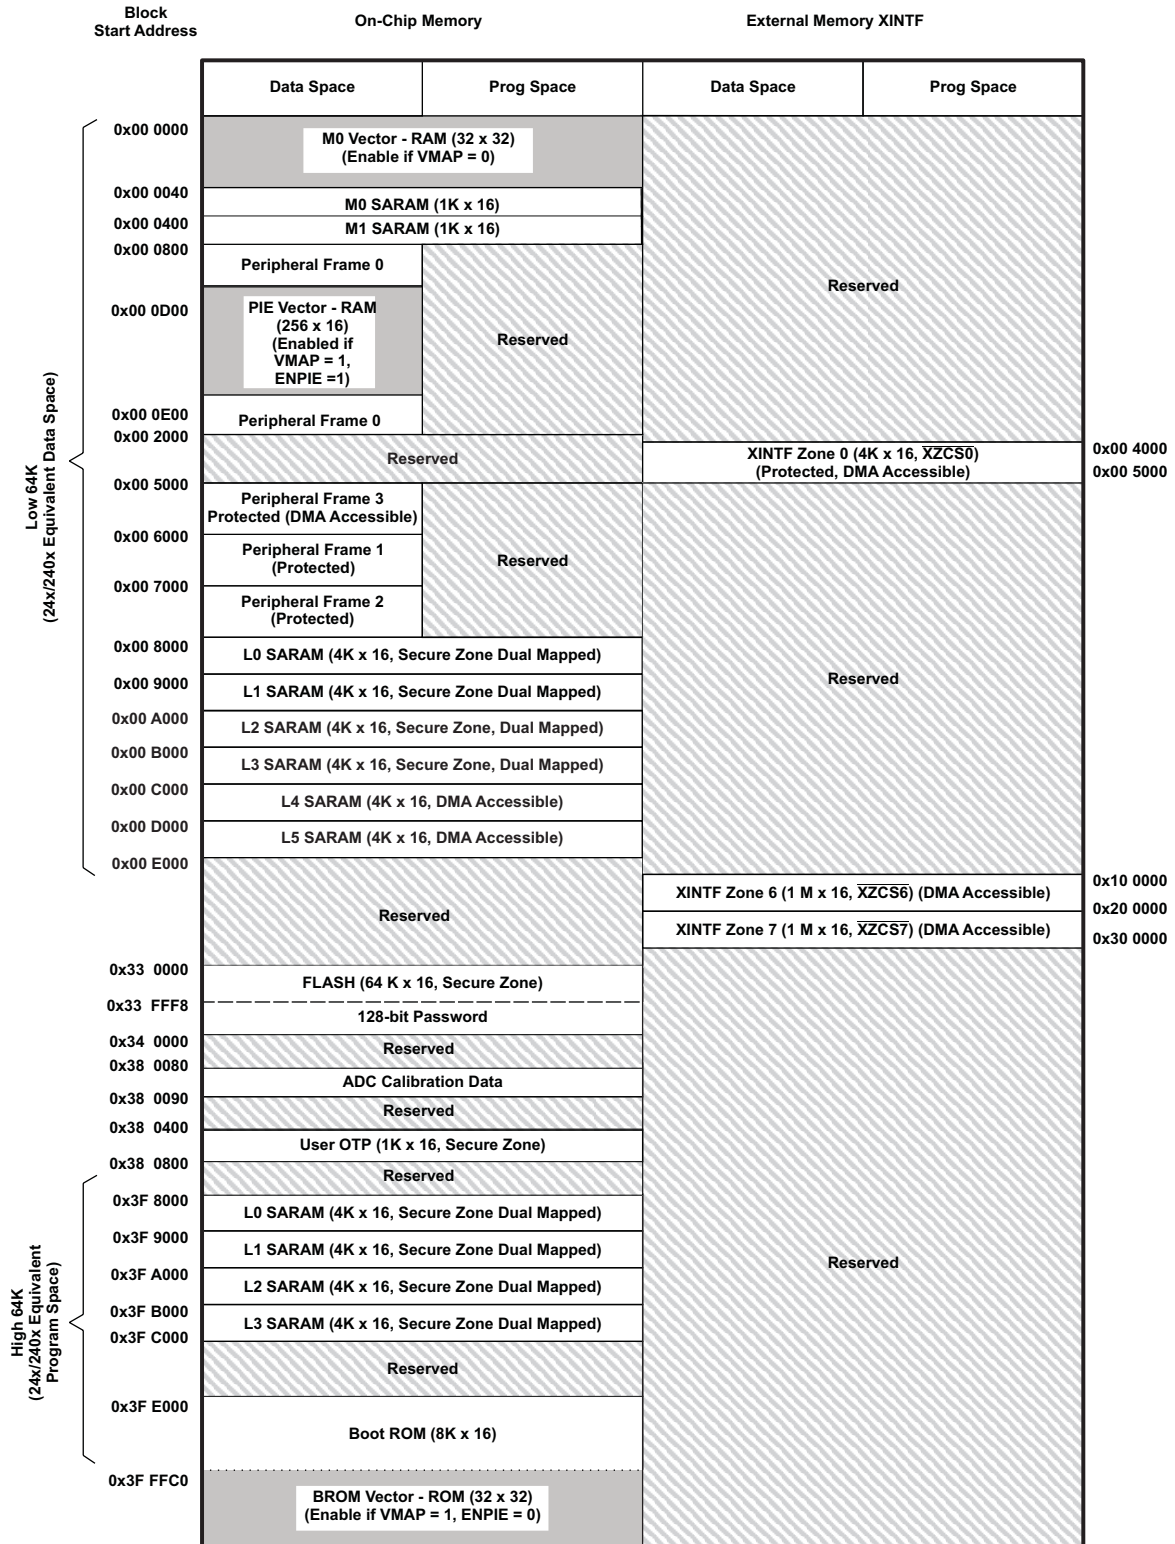 Block
Start Address
On-Chip Memory
External Memory XINTF
Data Space
Prog Space
Data Space
Prog Space
Low 64K
(24x/240x Equivalent Data Space)
0x00 0000
M0 Vector - RAM (32 x 32)
(Enable if VMAP = 0)
0x00 0040
M0 SARAM (1K x 16)
0x00 0400
M1 SARAM (1K x 16)
0x00 0800
Peripheral Frame 0
Reserved
0x00 0D00
PIE Vector - RAM
(256 x 16)
(Enabled if
VMAP = 1,
ENPIE =1)
Reserved
0x00 0E00
Peripheral Frame 0
0x00 2000
Reserved
XINTF Zone 0 (4K x 16, XZCS0)
(Protected, DMA Accessible)
0x00 4000
0x00 5000
0x00 5000
Peripheral Frame 3
Protected (DMA Accessible)
0x00 6000
Peripheral Frame 1
(Protected)
Reserved
0x00 7000
Peripheral Frame 2
(Protected)
0x00 8000
L0 SARAM (4K x 16, Secure Zone Dual Mapped)
0x00 9000
L1 SARAM (4K x 16, Secure Zone Dual Mapped)
Reserved
0x00 A000
L2 SARAM (4K x 16, Secure Zone, Dual Mapped)
0x00 B000
L3 SARAM (4K x 16, Secure Zone, Dual Mapped)
0x00 C000
L4 SARAM (4K x 16, DMA Accessible)
0x00 D000
L5 SARAM (4K x 16, DMA Accessible)
0x00 E000
Reserved
XINTF Zone 6 (1 M x 16, XZCS6) (DMA Accessible)
0x10 0000
0x20 0000
XINTF Zone 7 (1 M x 16, XZCS7) (DMA Accessible)
0x30 0000
0x33 0000
FLASH (64 K x 16, Secure Zone)
0x33 FFF8
128-bit Password
0x34 0000
Reserved
0x38 0080
ADC Calibration Data
0x38 0090
Reserved
0x38 0400
User OTP (1K x 16, Secure Zone)
0x38 0800
Reserved
High 64K
(24x/240x Equivalent
Program Space)
0x3F 8000
L0 SARAM (4K x 16, Secure Zone Dual Mapped)
0x3F 9000
L1 SARAM (4K x 16, Secure Zone Dual Mapped)
Reserved
0x3F A000
L2 SARAM (4K x 16, Secure Zone Dual Mapped)
0x3F B000
L3 SARAM (4K x 16, Secure Zone Dual Mapped)
0x3F C000
Reserved
0x3F E000
Boot ROM (8K x 16)
0x3F FFC0
BROM Vector - ROM (32 x 32)
(Enable if VMAP = 1, ENPIE = 0)